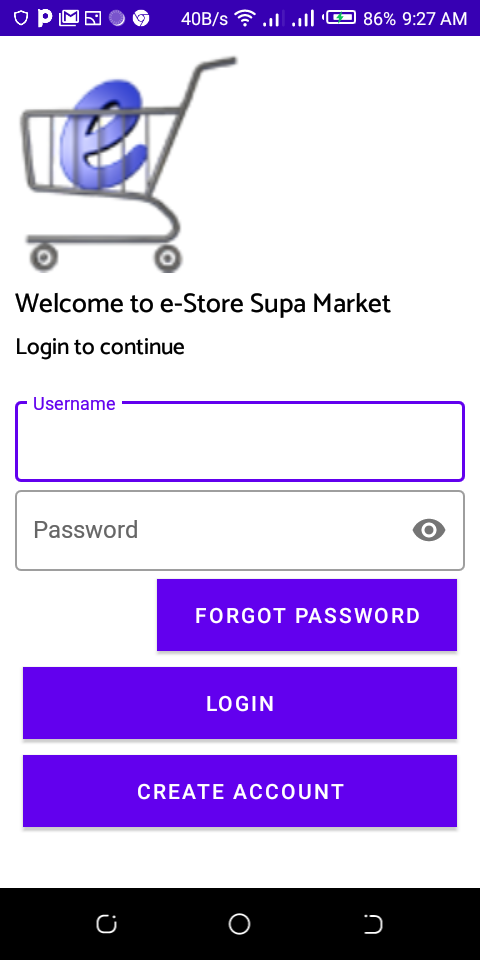 40B/s 86% 9:27 AM
e
Welcome to e-Store Supa Market
Login to continue
Username
Password
FORGOT PASSWORD
LOGIN
CREATE ACCOUNT